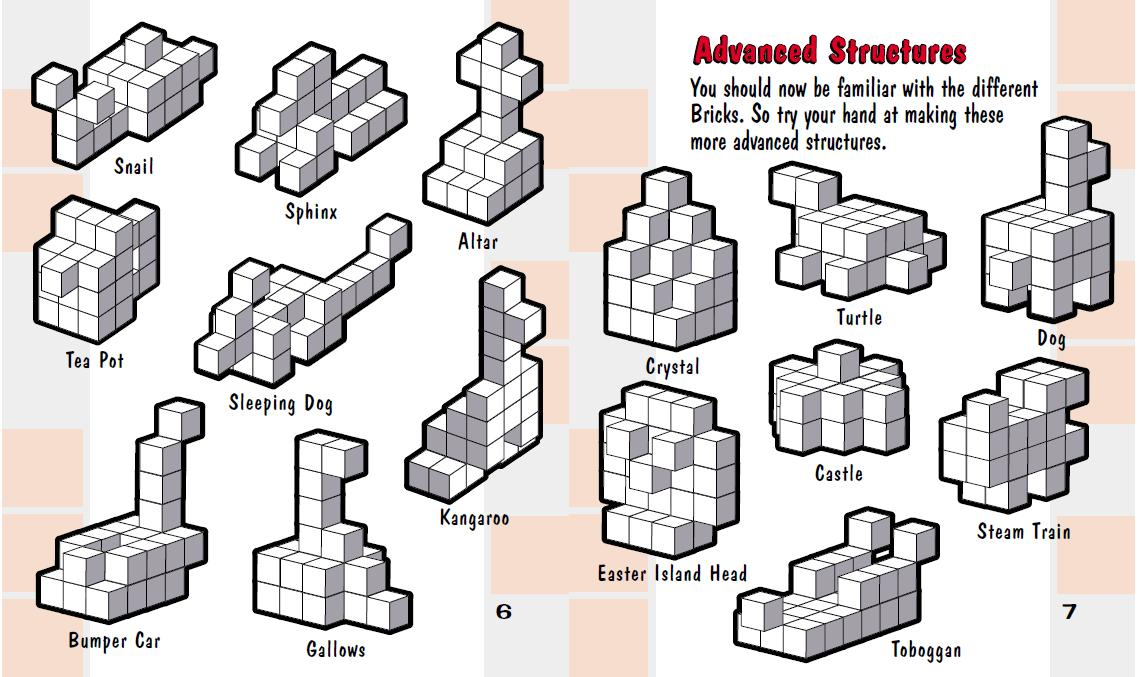 Snail
Sphinx
Altar
Tea Pot
Sleeping Dog
Kangaroo
Bumper Car
Gallows
6
Advanced Structures
You should now be familiar with the different
Bricks. So try your hand at making these
more advanced structures.
Crystal
Turtle
Dog
Castle
Easter Island Head
Steam Train
Toboggan
7